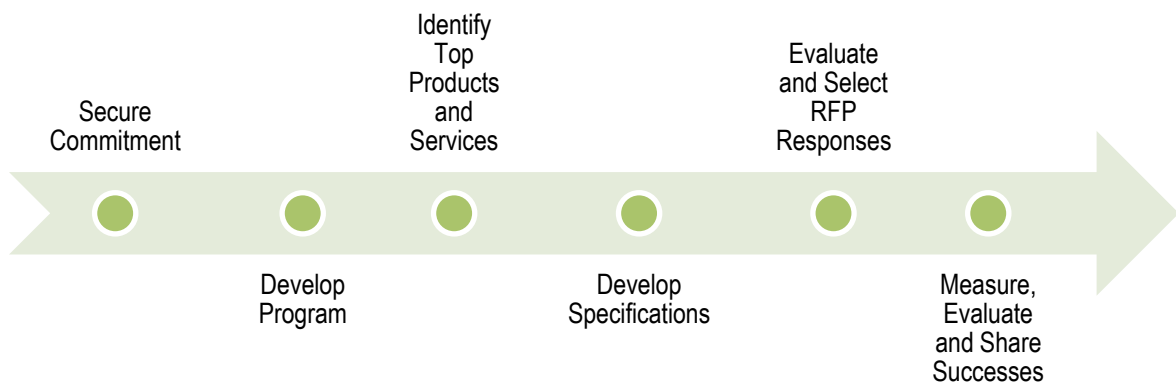 Secure
Commitment
Develop
Program
Identify
Top
Products
and
Services
Develop
Specifications
Evaluate
and Select
RFP
Responses
Measure,
Evaluate
and Share
Successes